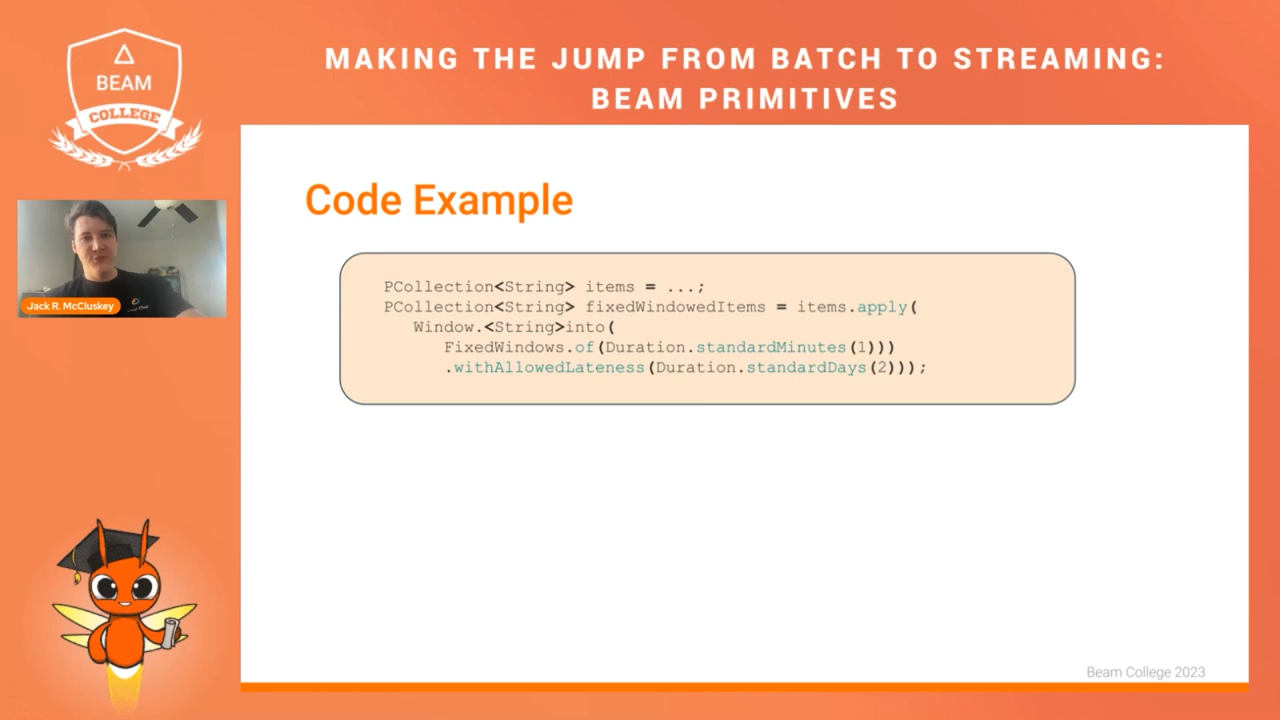 MAKING THE JUMP FROM BATCH TO STREAMING:
BEAM PRIMITIVES
BEAM
COLLEGE
Jack R. McCluskey
Code Example
PCollection<String> items = ...;
PCollection<String> fixedWindowedItems = items.apply(
Window.<String>into(
FixedWindows.of(Duration.standardMinutes(1)))
.withAllowedLateness(Duration.standardDays(2)));
Beam College 2023